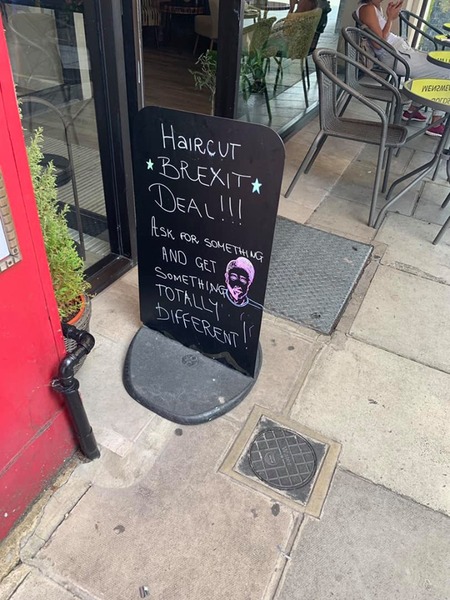 HAIRCUT
BREXIT
DEAL!!!
ASK FOR SOMETHING
AND GET
SOMETHING
TOTALLY
DIFFERENT!